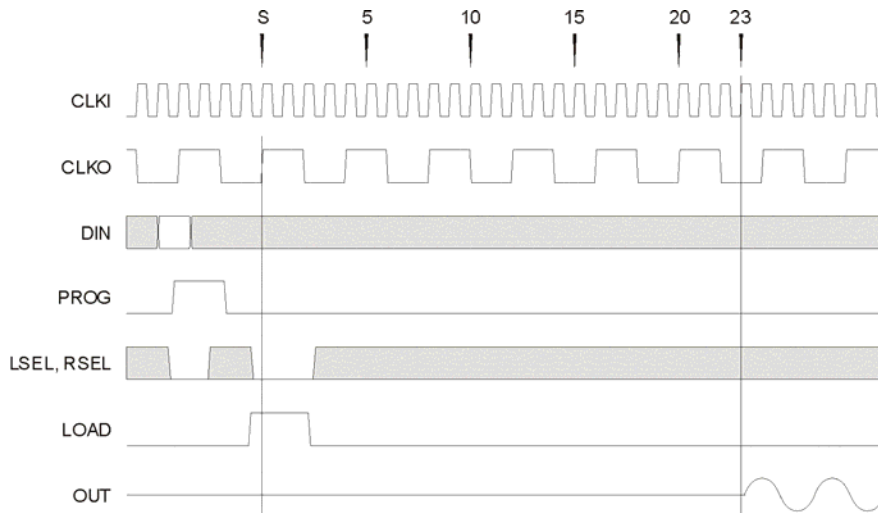 S 5 10 15 20 23
CLKI
CLKO
DIN
PROG
LSEL, RSEL
LOAD
OUT